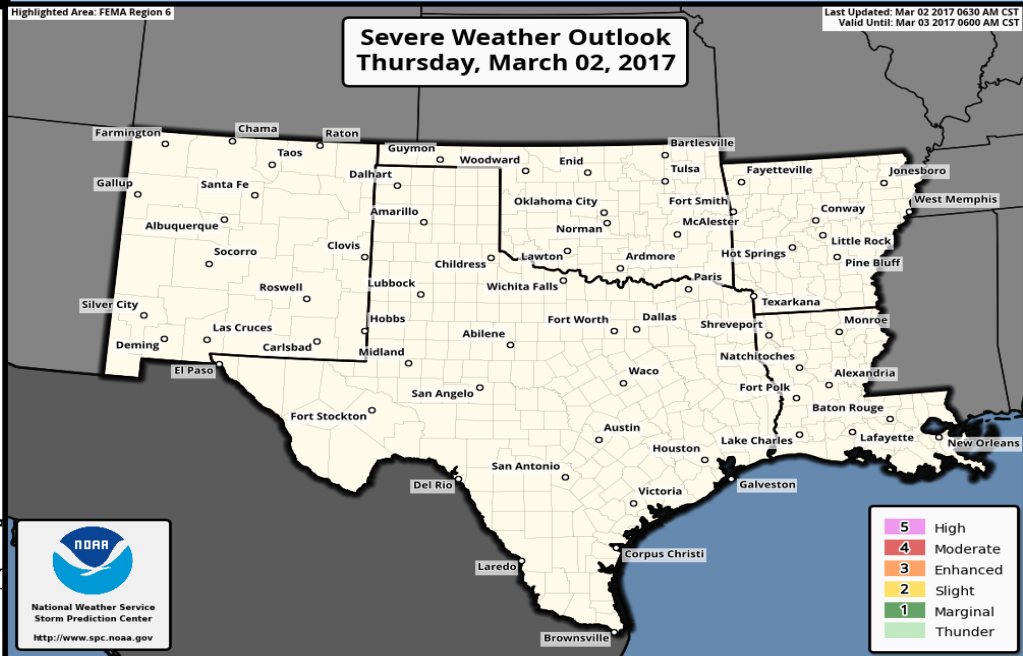 Highlighted Area: FEMA Region 6
Last Updated: Mar 02 2017 0630 AM CST
Valid Until: Mar 03 2017 0600 AM CST
Severe Weather Outlook
Thursday, March 02, 2017
Farmington
Chama
Raton
Taos
Gallup
Santa Fe
Albuquerque
Socorro
Clovis
Roswell
Silver City
Las Cruces
Hobbs
Deming
Carlsbad
Guymon
Woodward
Enid
Bartlesville
Tulsa
Oklahoma City
Norman
McAlester
Lawton
Ardmore
Fayetteville
Jonesboro
Fort Smith
Conway
West Memphis
Little Rock
Hot Springs
Pine Bluff
Texarkana
Dalhart
Amarillo
Childress
Lubbock
Wichita Falls
Paris
Fort Worth
Dallas
Abilene
Midland
El Paso
San Angelo
Waco
Fort Stockton
Austin
Houston
San Antonio
Del Rio
Galveston
Victoria
Corpus Christi
Laredo
Brownsville
Shreveport
Monroe
Natchitoches
Alexandria
Fort Polk
Baton Rouge
Lake Charles
Lafayette
New Orleans
NOAA
National Weather Service
Storm Prediction Center
http://www.spc.noaa.gov
5 High
4 Moderate
3 Enhanced
2 Slight
1 Marginal
Thunder